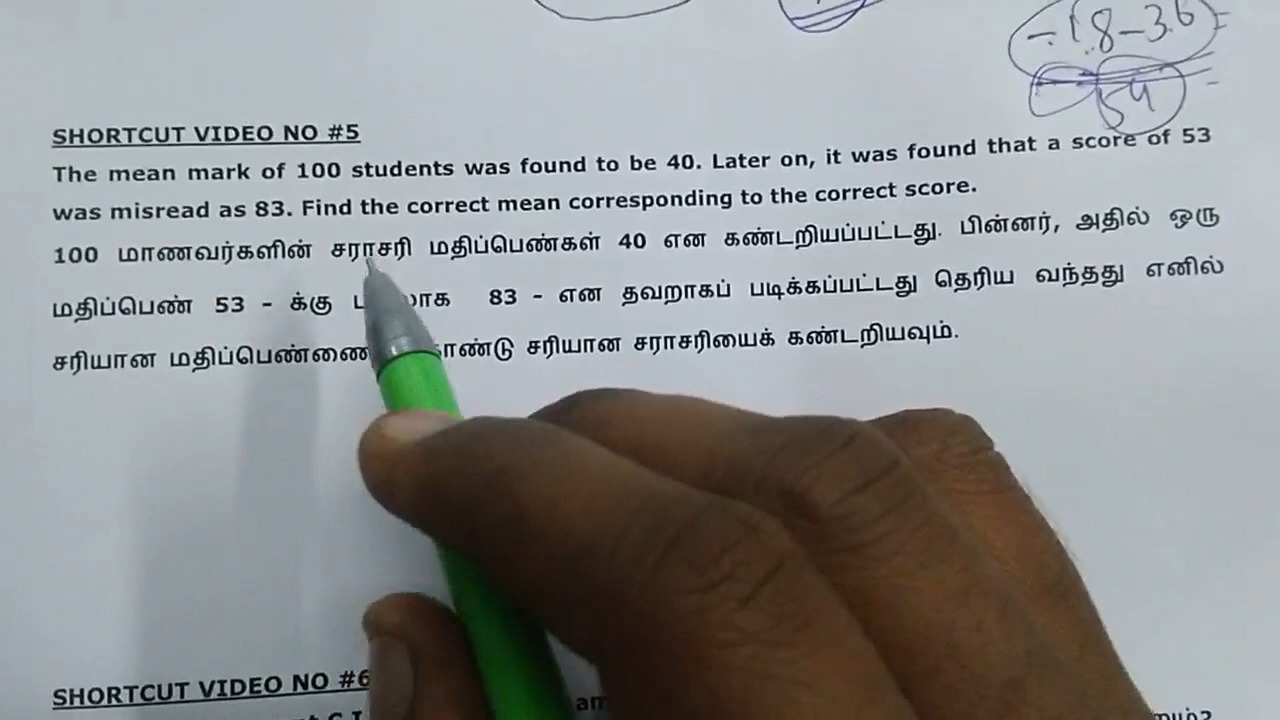 -18-36
54
SHORTCUT VIDEO NO #5
The mean mark of 100 students was found to be 40. Later on, it was found that a score of 53
was misread as 83. Find the correct mean corresponding to the correct score.
100 மாணவர்களின் சராசரி மதிப்பெண்கள் 40 என கண்டறியப்பட்டது. பின்னர், அதில் ஒரு
மதிப்பெண் 53 - க்கு 83 - என தவறாகப் படிக்கப்பட்டது தெரிய வந்தது எனில்
சரியான மதிப்பெண்ணை சரியான சராசரியைக் கண்டறியவும்.
SHORTCUT VIDEO NO #6